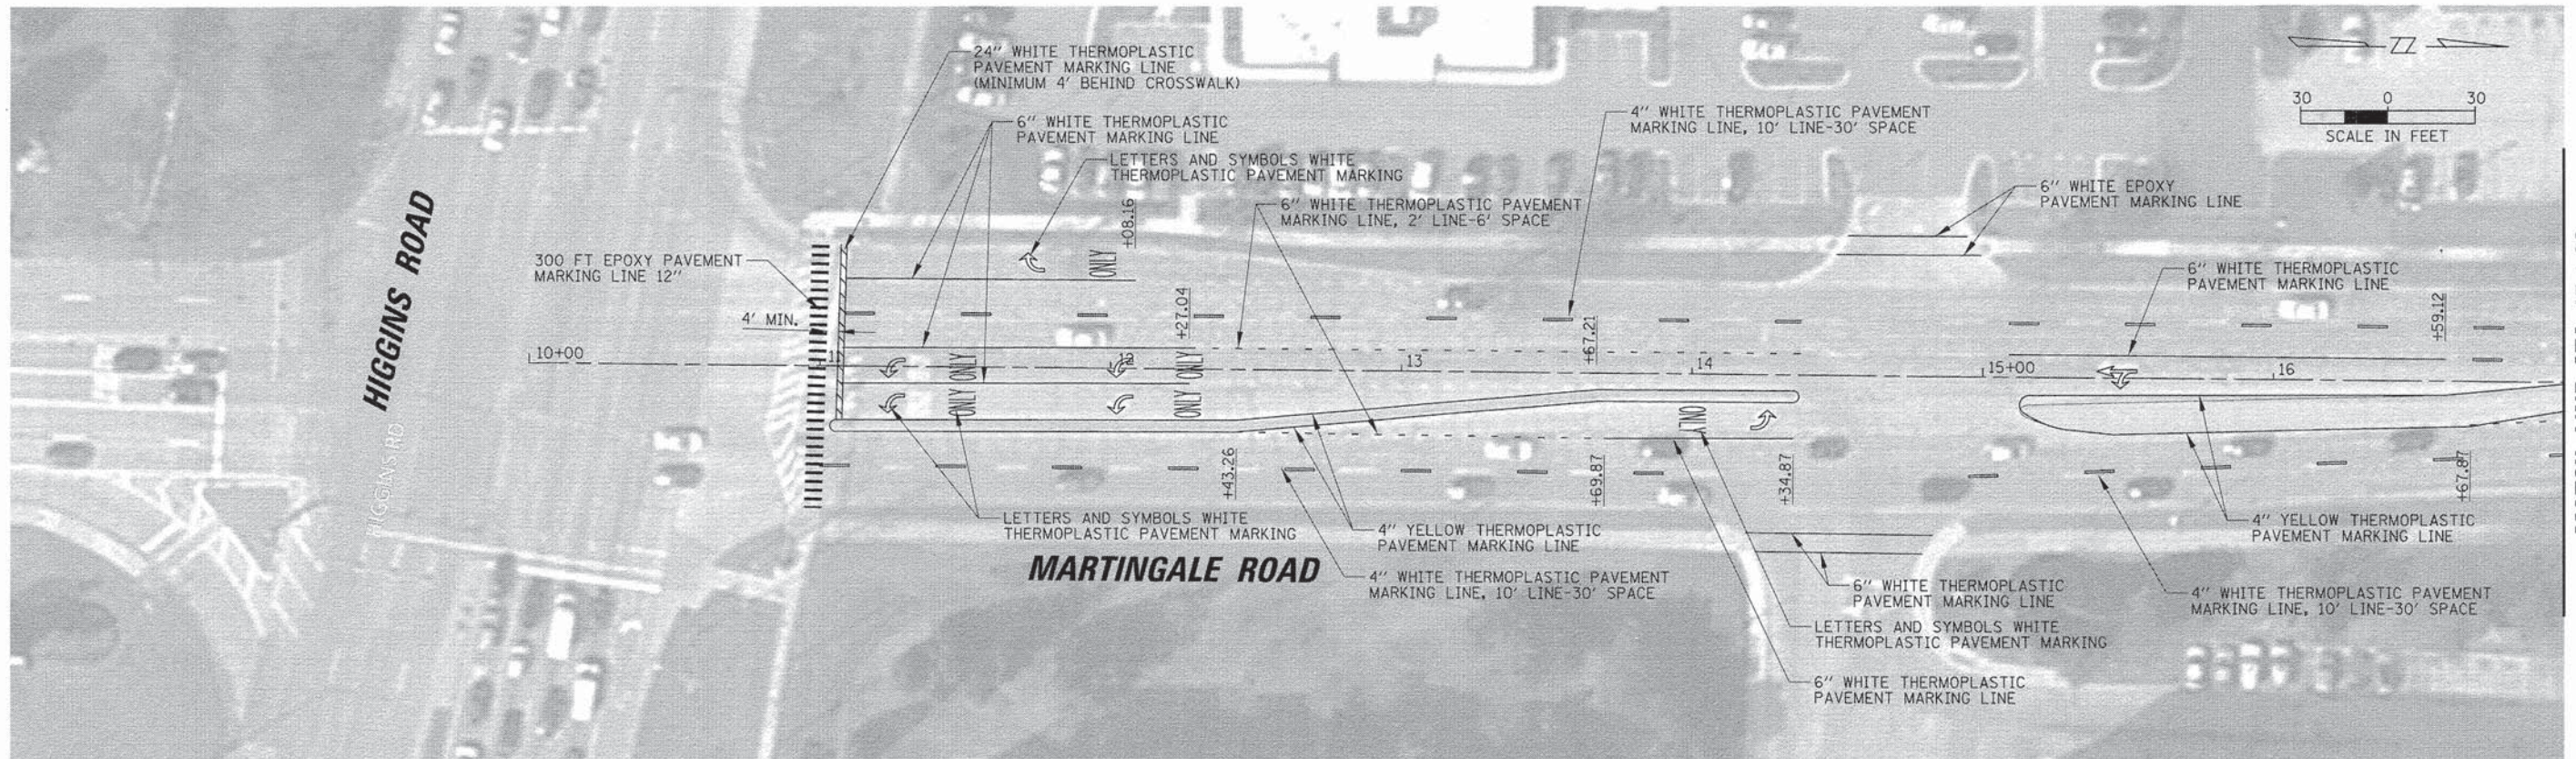 24" WHITE THERMOPLASTIC
PAVEMENT MARKING LINE
(MINIMUM 4' BEHIND CROSSWALK)
6" WHITE THERMOPLASTIC
PAVEMENT MARKING LINE
LETTERS AND SYMBOLS WHITE
THERMOPLASTIC PAVEMENT MARKING
6" WHITE THERMOPLASTIC PAVEMENT
MARKING LINE, 2' LINE-6' SPACE
4" WHITE THERMOPLASTIC PAVEMENT
MARKING LINE, 10' LINE-30' SPACE
30 0 30
SCALE IN FEET
6" WHITE EPOXY
PAVEMENT MARKING LINE
6" WHITE THERMOPLASTIC
PAVEMENT MARKING LINE
HIGGINS ROAD
HIGGINS RD
300 FT EPOXY PAVEMENT
MARKING LINE 12"
4' MIN.
+08.16
ONLY
+27.04
+67.21
+59.12
10+00
11
12
13
14
15+00
16
ONLY
ONLY
ONLY
ONLY
ONLY
+43.26
+69.87
+34.87
+67.87
LETTERS AND SYMBOLS WHITE
THERMOPLASTIC PAVEMENT MARKING
MARTINGALE ROAD
4" YELLOW THERMOPLASTIC
PAVEMENT MARKING LINE
4" WHITE THERMOPLASTIC PAVEMENT
MARKING LINE, 10' LINE-30' SPACE
6" WHITE THERMOPLASTIC
PAVEMENT MARKING LINE
LETTERS AND SYMBOLS WHITE
THERMOPLASTIC PAVEMENT MARKING
6" WHITE THERMOPLASTIC
PAVEMENT MARKING LINE
4" YELLOW THERMOPLASTIC
PAVEMENT MARKING LINE
4" WHITE THERMOPLASTIC PAVEMENT
MARKING LINE, 10' LINE-30' SPACE